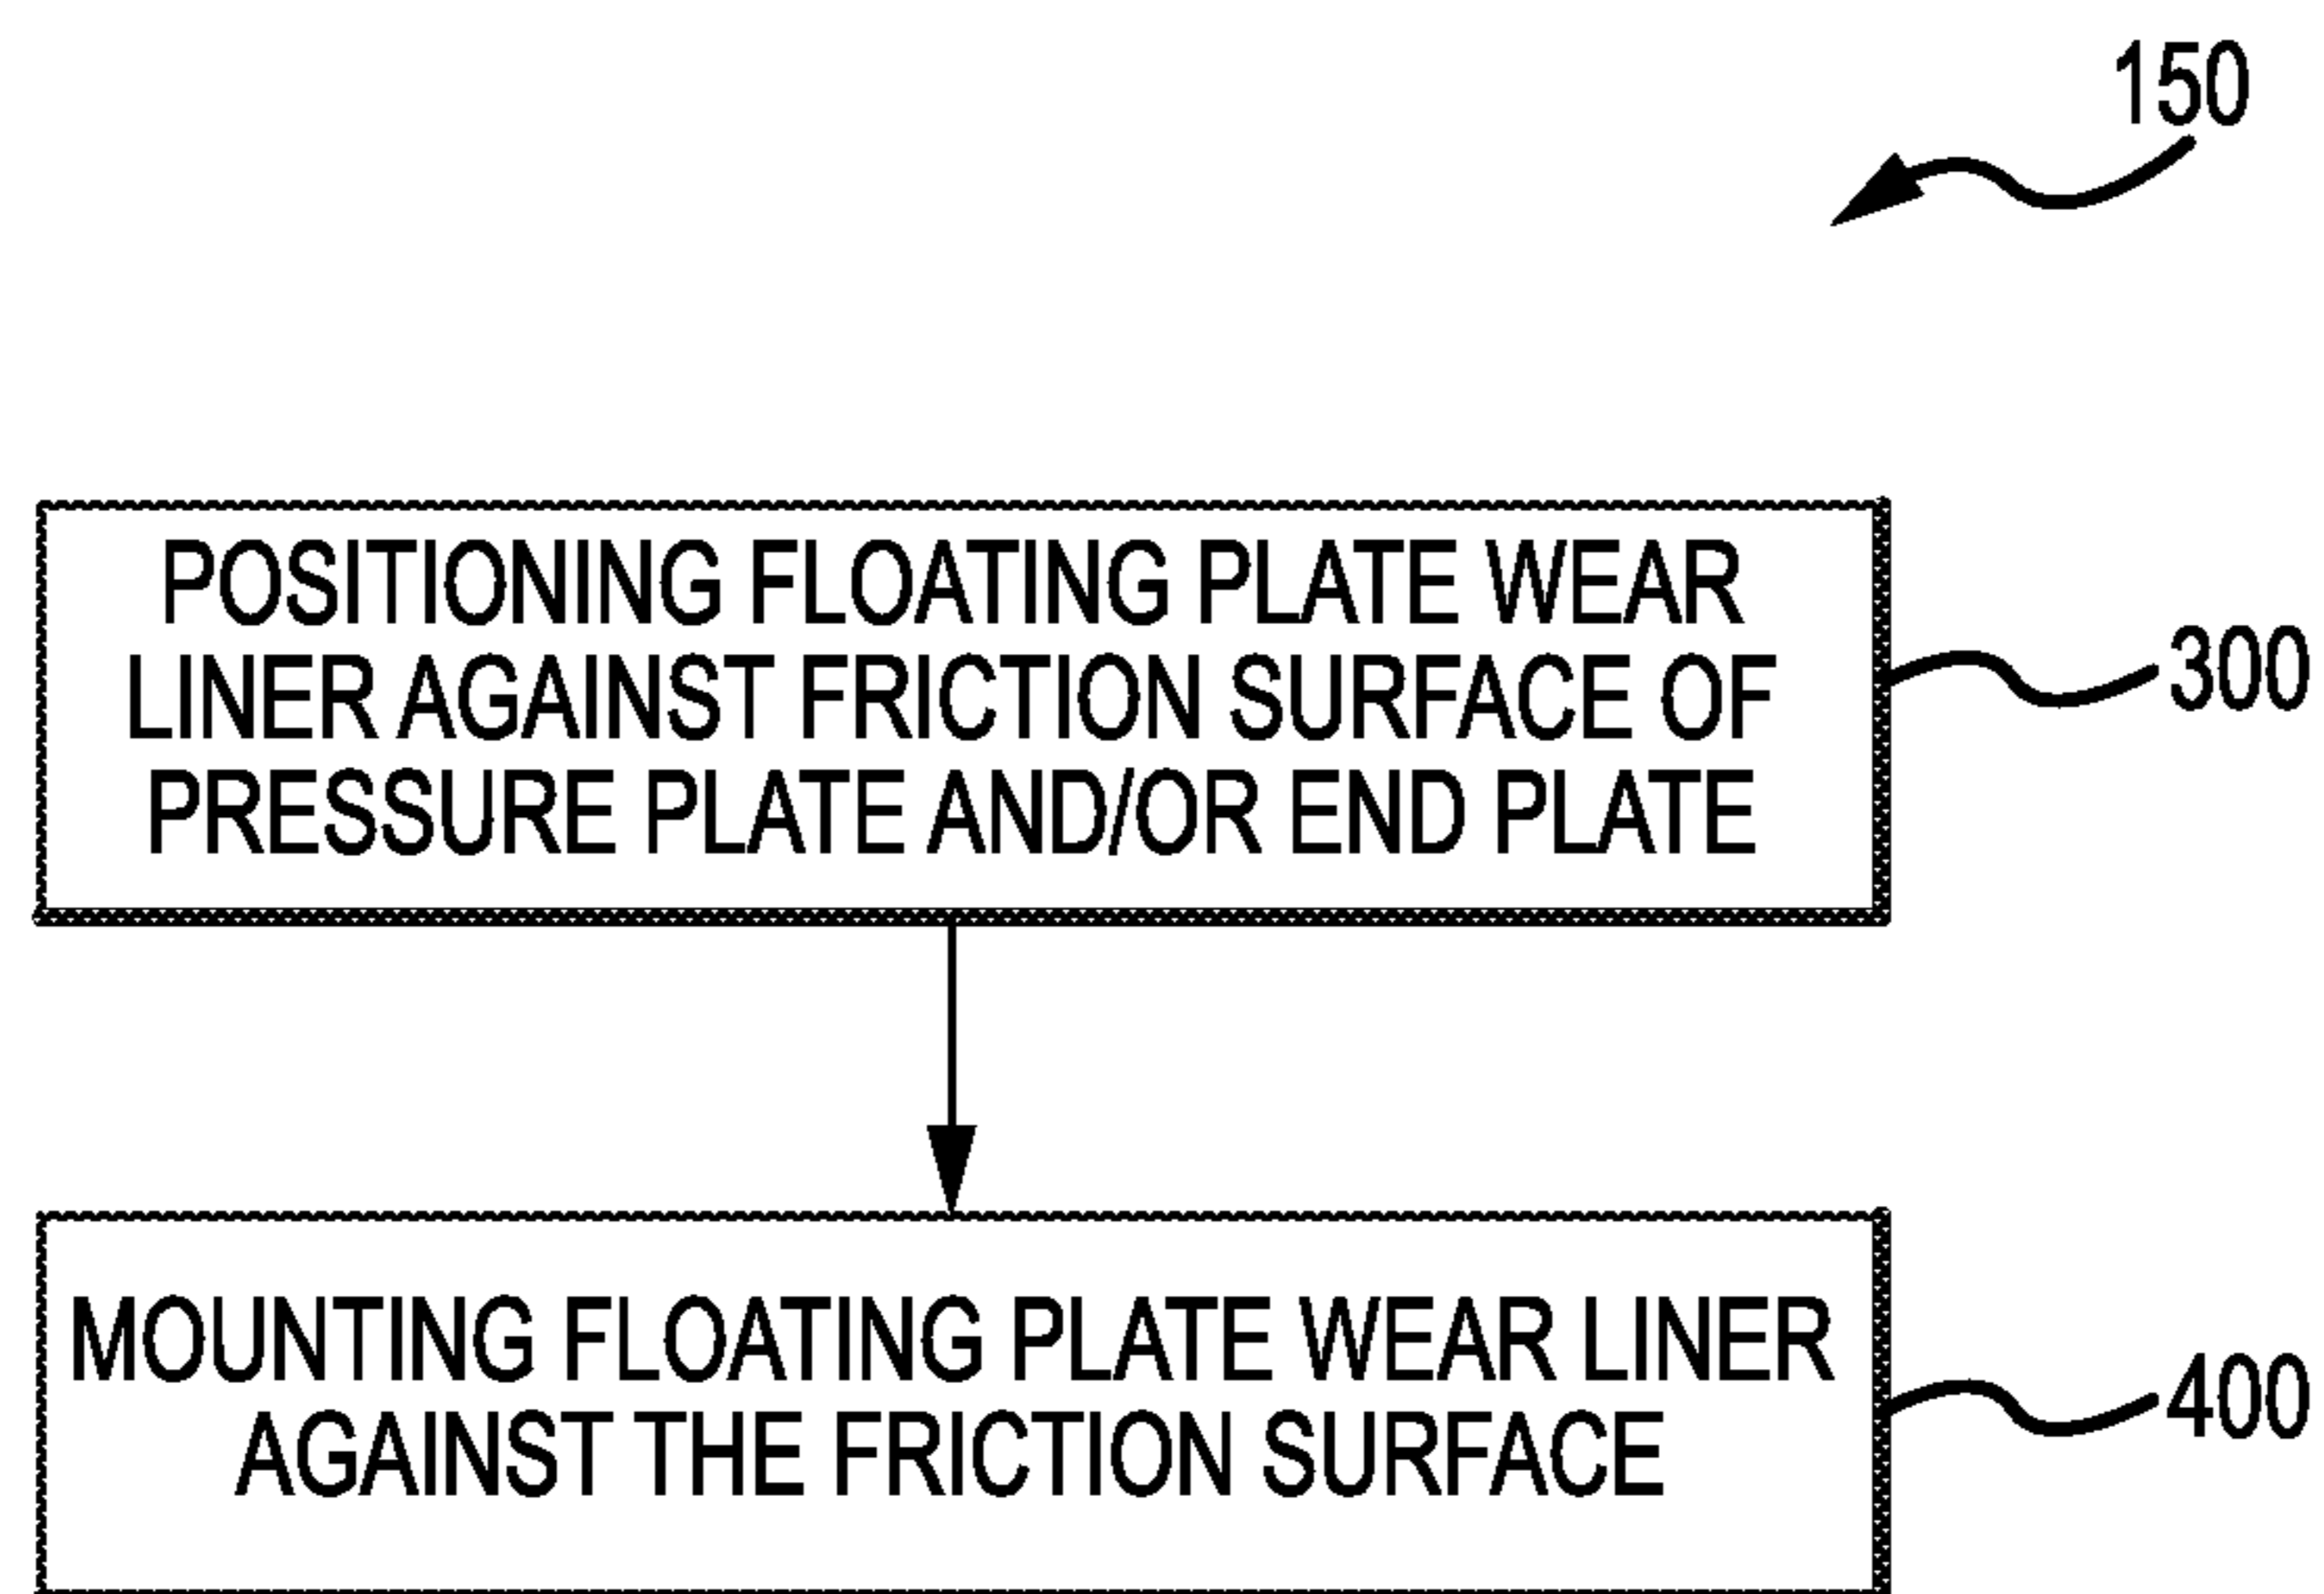 150
POSITIONING FLOATING PLATE WEAR
LINER AGAINST FRICTION SURFACE OF
PRESSURE PLATE AND/OR END PLATE
300
MOUNTING FLOATING PLATE WEAR LINER
AGAINST THE FRICTION SURFACE
400